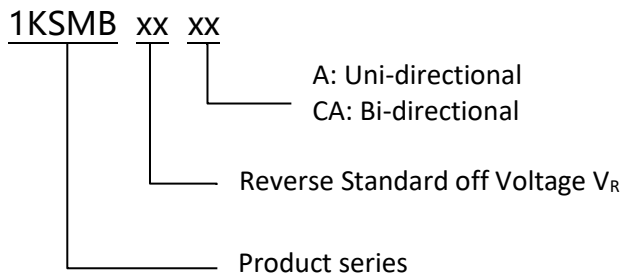 1KSMB xx xx
A: Uni-directional
CA: Bi-directional
Reverse Standard off Voltage VR
Product series